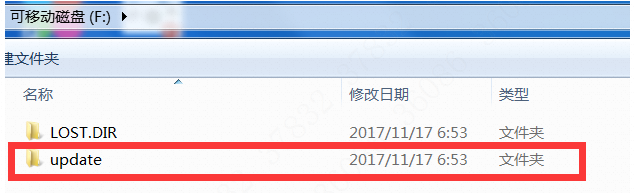 可移动磁盘 (F:)
建文件夹
名称 修改日期 类型
LOST.DIR 2017/11/17 6:53 文件夹
update 2017/11/17 6:53 文件夹